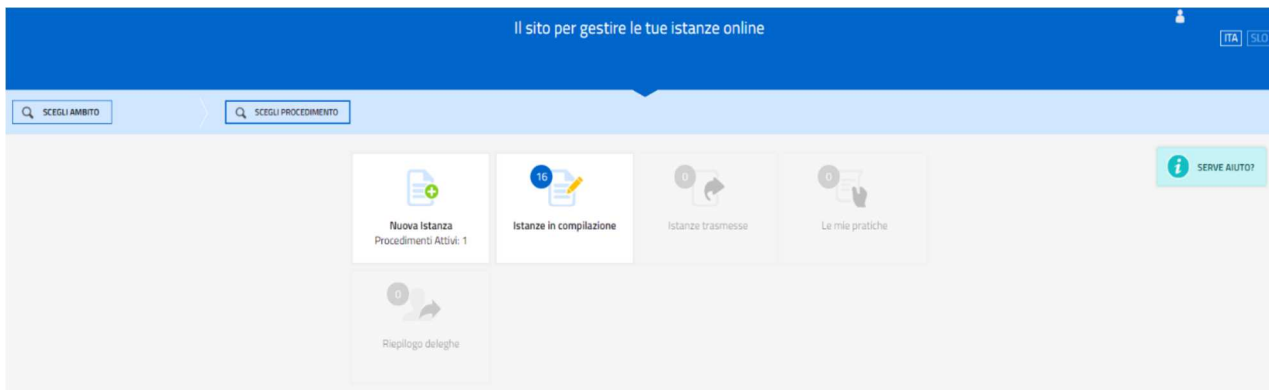 Il sito per gestire le tue istanze online
ITA SLO
SCEGLI AMBITO
SCEGLI PROCEDIMENTO
SERVE AIUTO?
16
0
0
Nuova Istanza
Procedimenti Attivi: 1
Istanze in compilazione
Istanze trasmesse
Le mie pratiche
0
Riepilogo deleghe